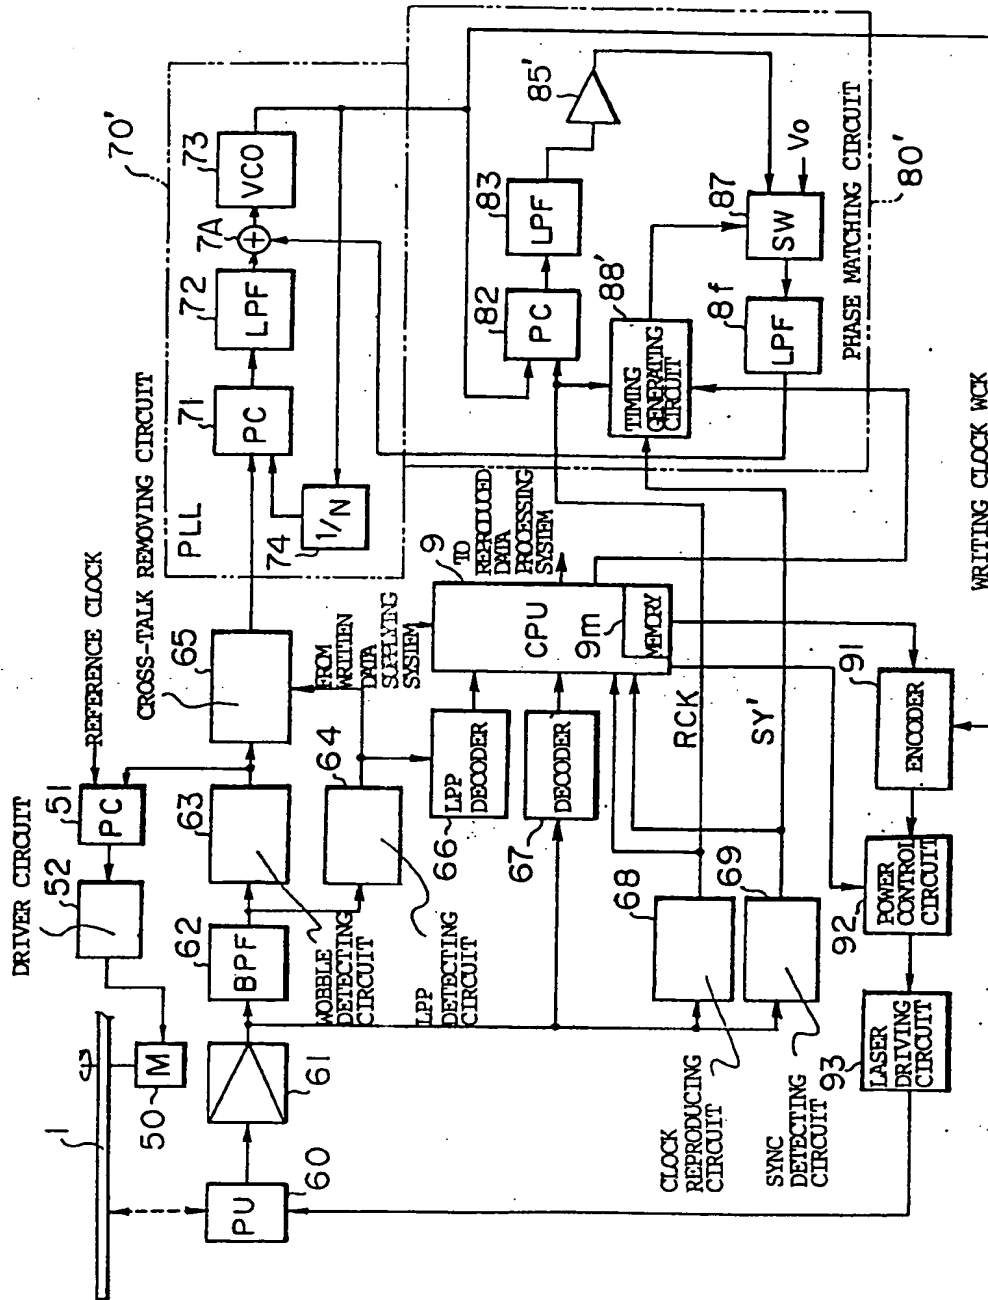 1
DRIVER CIRCUIT
REFERENCE CLOCK
CROSS-TALK REMOVING CIRCUIT
50
M
52
51
PC
60
PU
61
62
BPF
63
WOBBLE
DETECTING
CIRCUIT
64
LPP
DETECTING
CIRCUIT
65
PLL
70'
71
PC
72
LPF
7A
+
73
VCO
74
1/N
FROM
WRITTEN
DATA
SUPPLYING
SYSTEM
9
TO
REPRODUCED
DATA
PROCESSING
SYSTEM
CPU
9m
MEMORY
66
LPP
DECODER
67
DECODER
RCK
SY'
68
CLOCK
REPRODUCING
CIRCUIT
69
SYNC
DETECTING
CIRCUIT
82
PC
83
LPF
85'
88'
TIMING
GENERATING
CIRCUIT
87
SW
Vo
8f
LPF
PHASE MATCHING CIRCUIT
80'
91
ENCODER
92
POWER
CONTROL
CIRCUIT
93
LASER
DRIVING
CIRCUIT
WRITING CLOCK WCK